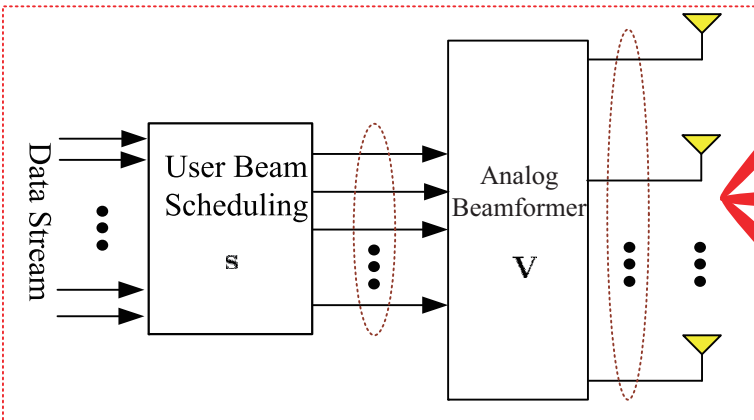 Data Stream
User Beam
Scheduling
s
Analog
Beamformer
V